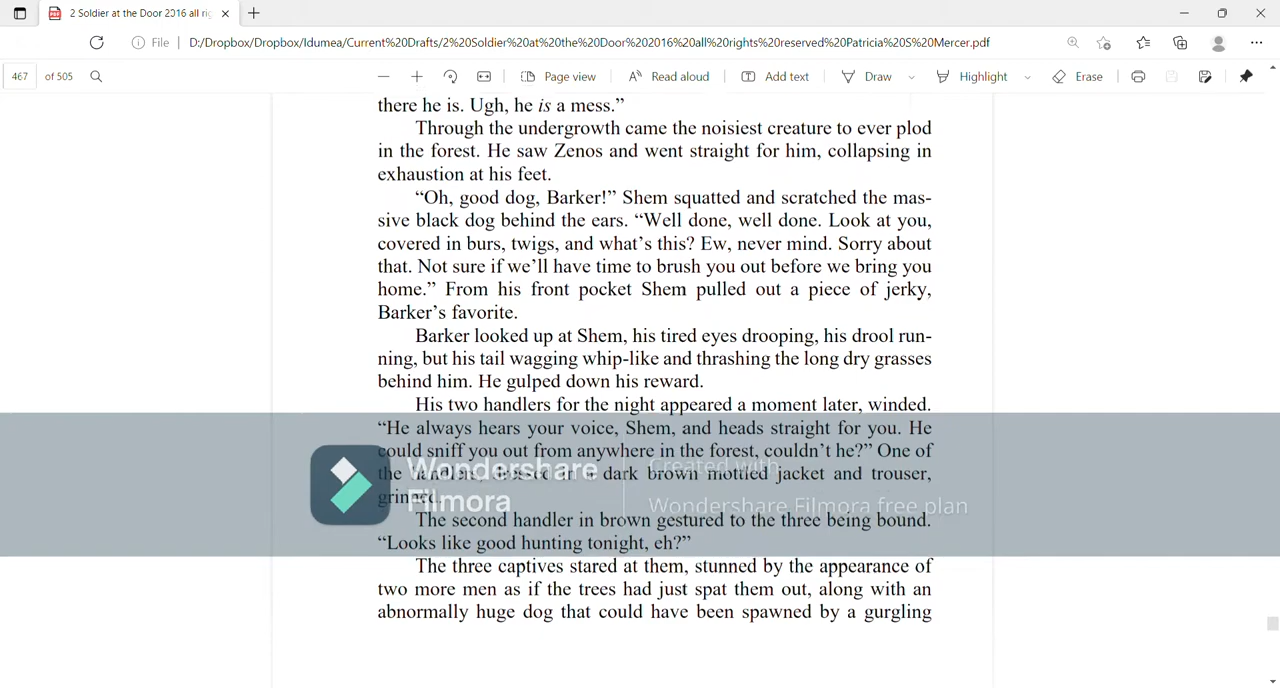 2 Soldier at the Door 2016 all ri
File
D:/Dropbox/Dropbox/Idumea/Current%20Drafts/2%20Soldier%20at%20the%20Door%202016%20all%20rights%20reserved%20Patricia%20S%20Mercer.pdf
467 of 505
Page view
Read aloud
Add text
Draw
Highlight
Erase
there he is. Ugh, he is a mess.”
Through the undergrowth came the noisiest creature to ever plod
in the forest. He saw Zenos and went straight for him, collapsing in
exhaustion at his feet.
“Oh, good dog, Barker!” Shem squatted and scratched the mas-
sive black dog behind the ears. “Well done, well done. Look at you,
covered in burs, twigs, and what’s this? Ew, never mind. Sorry about
that. Not sure if we’ll have time to brush you out before we bring you
home.” From his front pocket Shem pulled out a piece of jerky,
Barker’s favorite.
Barker looked up at Shem, his tired eyes drooping, his drool run-
ning, but his tail wagging whip-like and thrashing the long dry grasses
behind him. He gulped down his reward.
His two handlers for the night appeared a moment later, winded.
“He always hears your voice, Shem, and heads straight for you. He
could sniff you out from anywhere in the forest, couldn’t he?” One of
the handlers, dressed in a dark brown mottled jacket and trouser,
grinned.
Wondershare
Filmora
Created with
Wondershare Filmora free plan
The second handler in brown gestured to the three being bound.
“Looks like good hunting tonight, eh?”
The three captives stared at them, stunned by the appearance of
two more men as if the trees had just spat them out, along with an
abnormally huge dog that could have been spawned by a gurgling